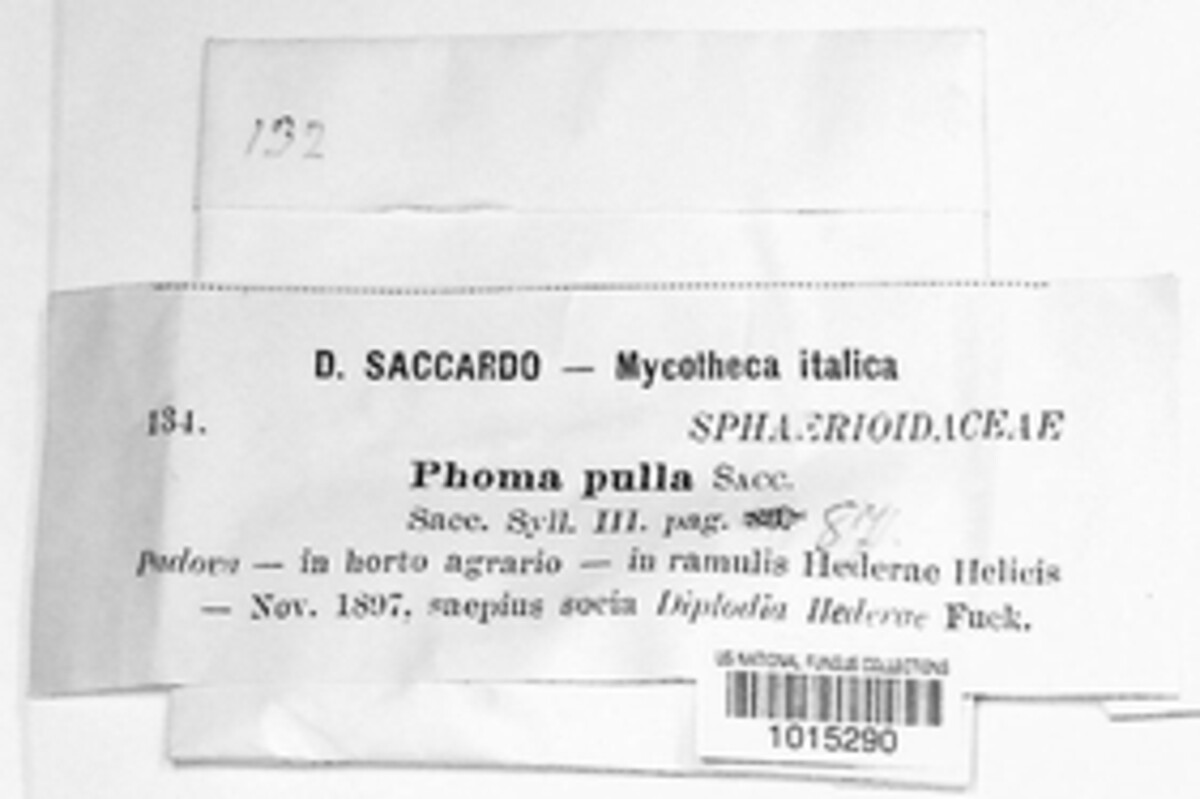 132
D. SACCARDO — Mycotheca italica
134. SPHAERIOIDACEAE
Phoma pulla Sacc.
Sacc. Syll. III. pag.
Padova — in horto agrario — in ramulis Hederae Helicis
— Nov. 1897, saepius socia Diplodia Hederae Fuck.
US NATIONAL FUNGUS COLLECTIONS
1015290